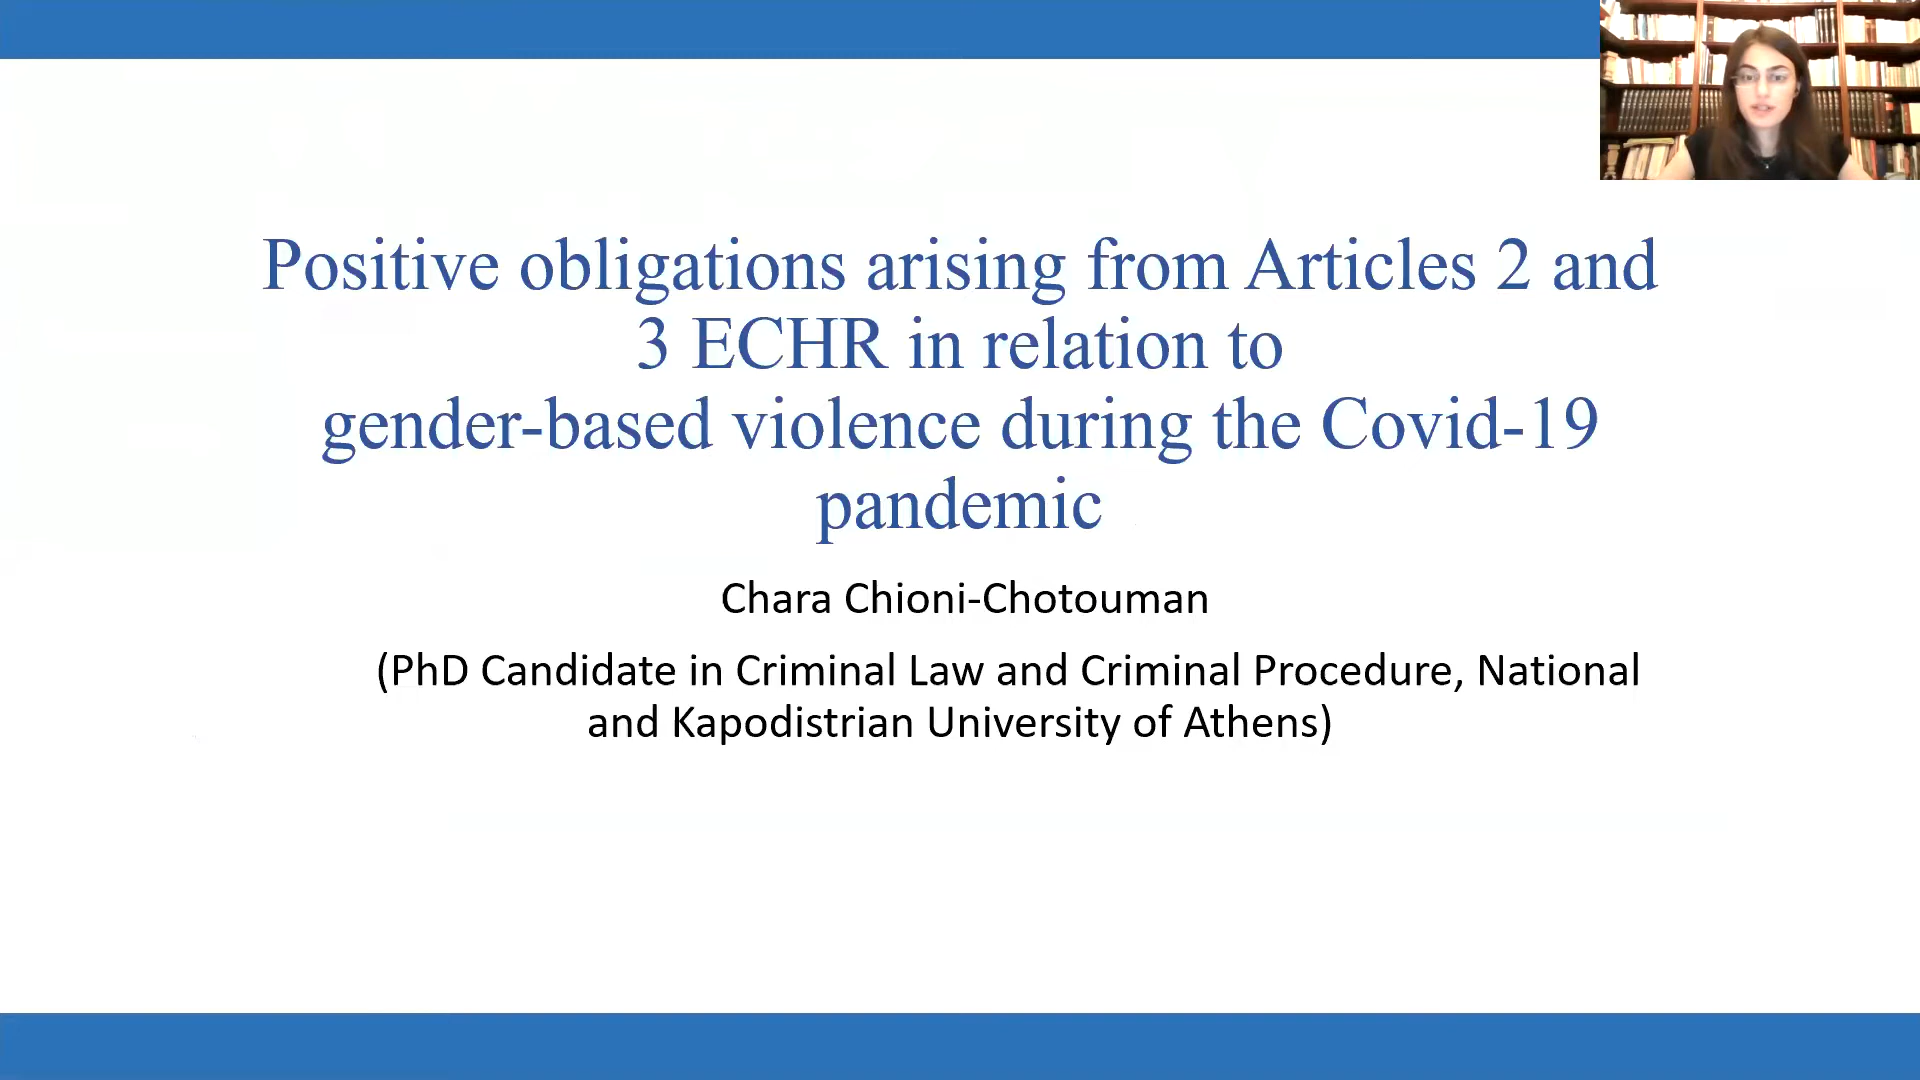 Positive obligations arising from Articles 2 and
3 ECHR in relation to
gender-based violence during the Covid-19
pandemic
Chara Chioni-Chotouman
(PhD Candidate in Criminal Law and Criminal Procedure, National
and Kapodistrian University of Athens)